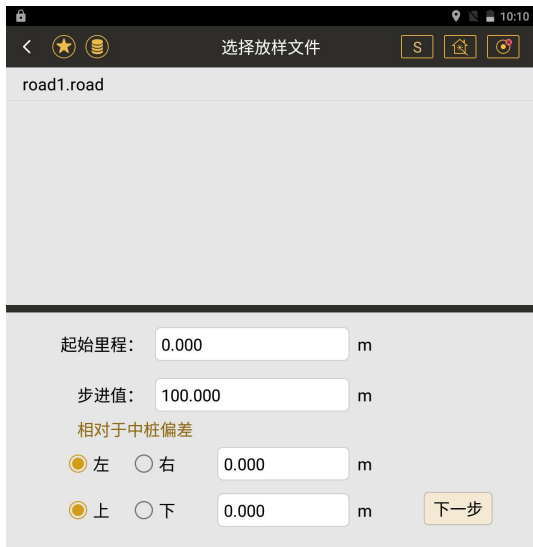 10:10
选择放样文件 S
road1.road
起始里程： 0.000 m
步进值： 100.000 m
相对于中桩偏差
左 右 0.000 m
上 下 0.000 m 下一步